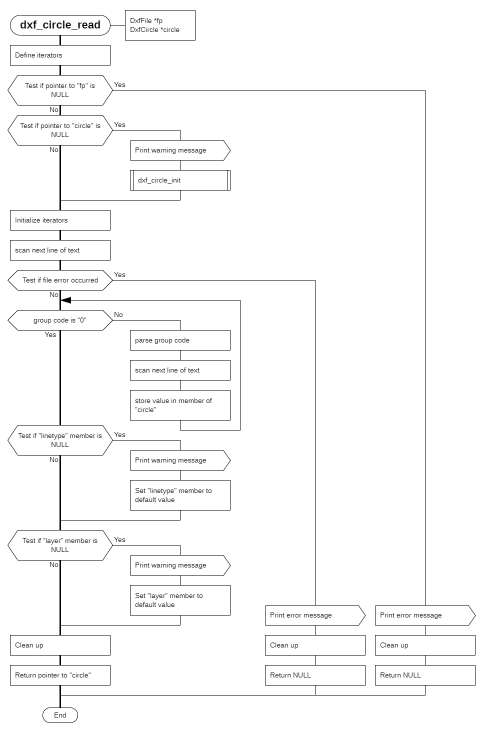 dxf_circle_read
DxfFile *fp
DxfCircle *circle
Define iterators
Test if pointer to "fp" is
NULL
Yes
No
Test if pointer to "circle" is
NULL
Yes
No
Print warning message
dxf_circle_init
Initialize iterators
scan next line of text
Test if file error occurred
Yes
No
group code is "0"
No
Yes
parse group code
scan next line of text
store value in member of
"circle"
Test if "linetype" member is
NULL
Yes
No
Print warning message
Set "linetype" member to
default value
Test if "layer" member is
NULL
Yes
No
Print warning message
Set "layer" member to
default value
Print error message
Print error message
Clean up
Clean up
Clean up
Return pointer to "circle"
Return NULL
Return NULL
End